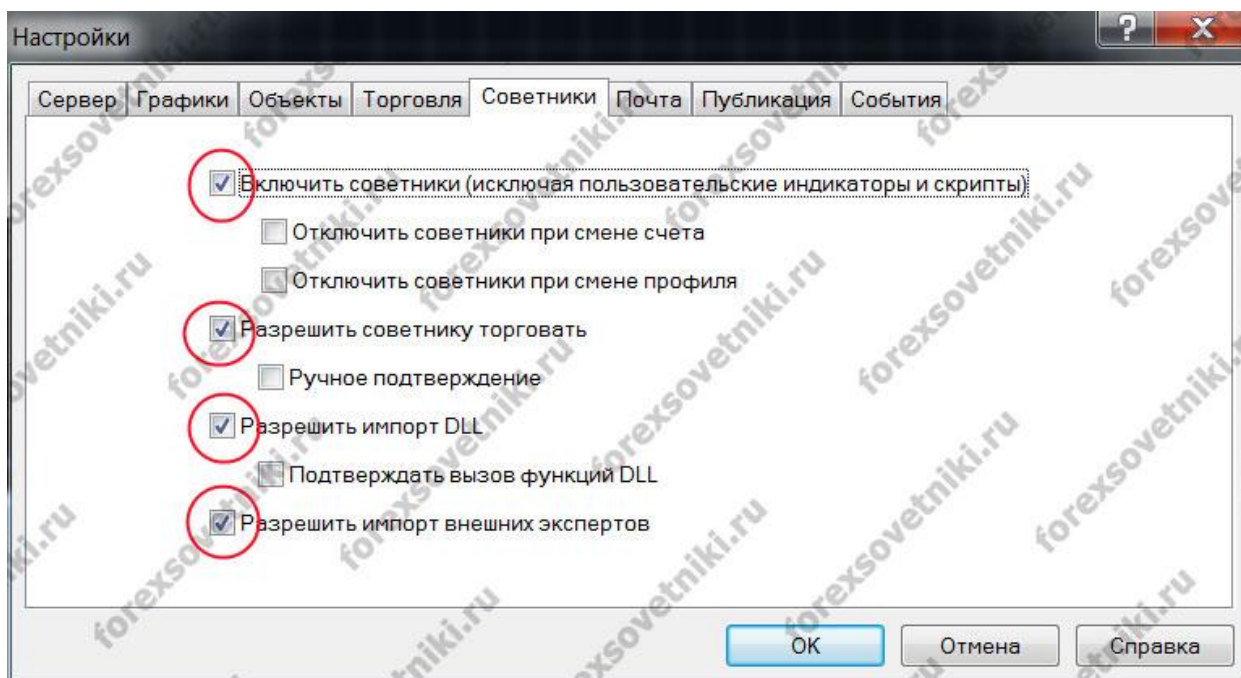 Настройки
Сервер Графики Объекты Торговля Советники Почта Публикация События
Включить советники (исключая пользовательские индикаторы и скрипты)
Отключить советники при смене счета
Отключить советники при смене профиля
Разрешить советнику торговать
Ручное подтверждение
Разрешить импорт DLL
Подтверждать вызов функций DLL
Разрешить импорт внешних экспертов
OK Отмена Справка
forexsovetniki.ru